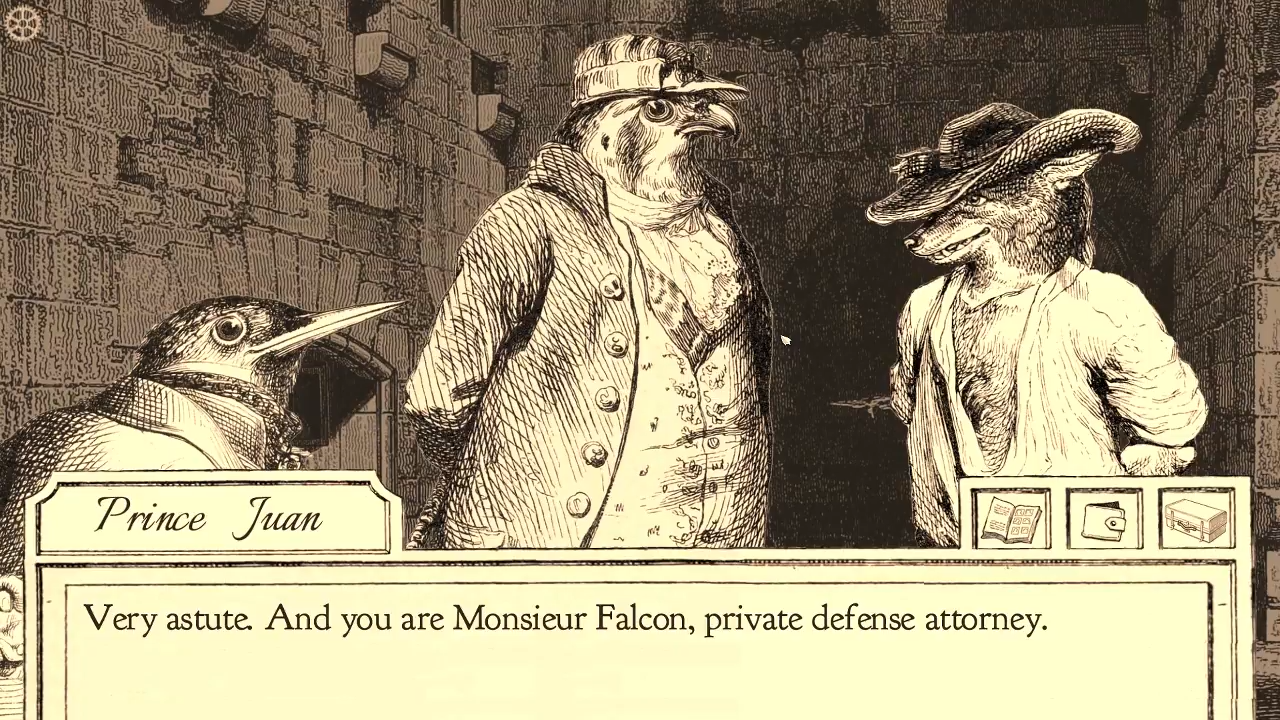 Prince Juan
Very astute. And you are Monsieur Falcon, private defense attorney.